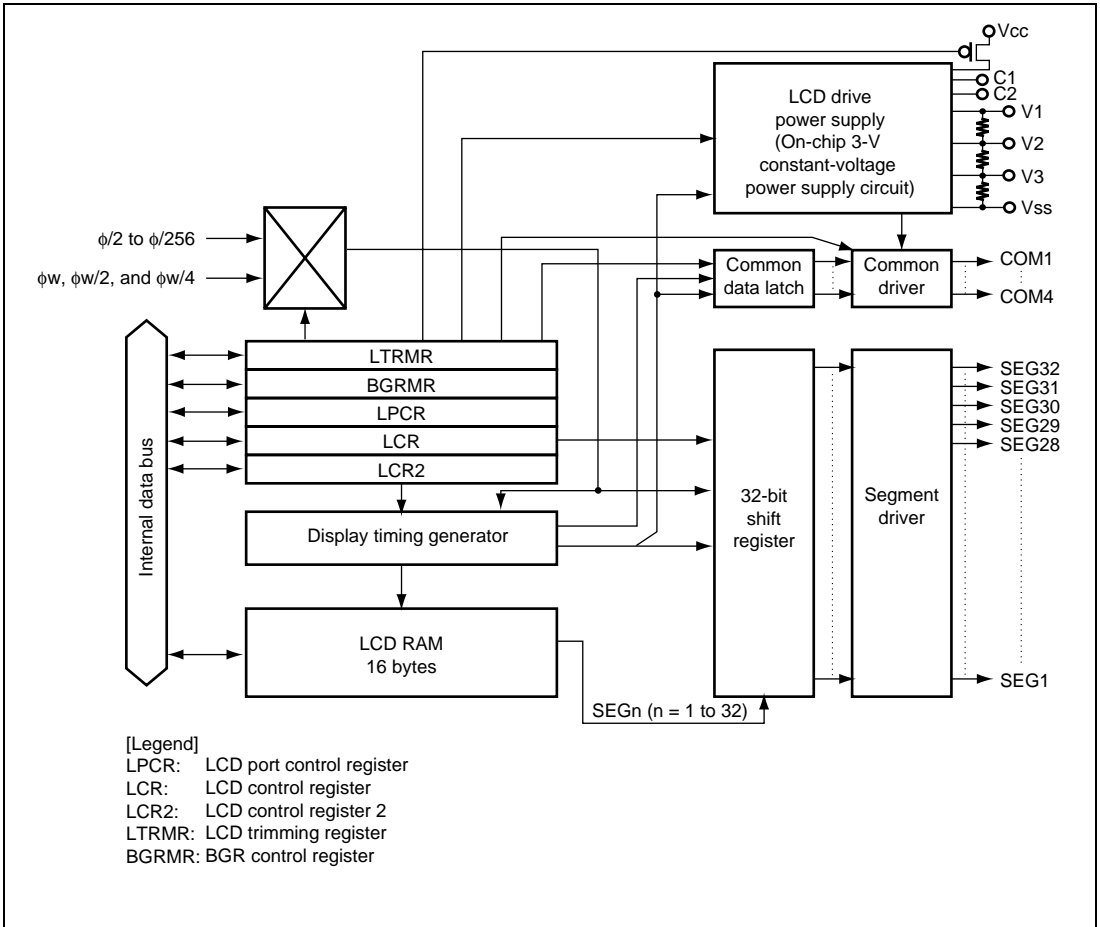 Vcc
C1
C2
V1
V2
V3
Vss
LCD drive
power supply
(On-chip 3-V
constant-voltage
power supply circuit)
ϕ/2 to ϕ/256
ϕw, ϕw/2, and ϕw/4
Common
data latch
Common
driver
COM1
COM4
Internal data bus
LTRMR
BGRMR
LPCR
LCR
LCR2
Display timing generator
LCD RAM
16 bytes
32-bit
shift
register
Segment
driver
SEG32
SEG31
SEG30
SEG29
SEG28
SEG1
SEGn (n = 1 to 32)
[Legend]
LPCR: LCD port control register
LCR: LCD control register
LCR2: LCD control register 2
LTRMR: LCD trimming register
BGRMR: BGR control register